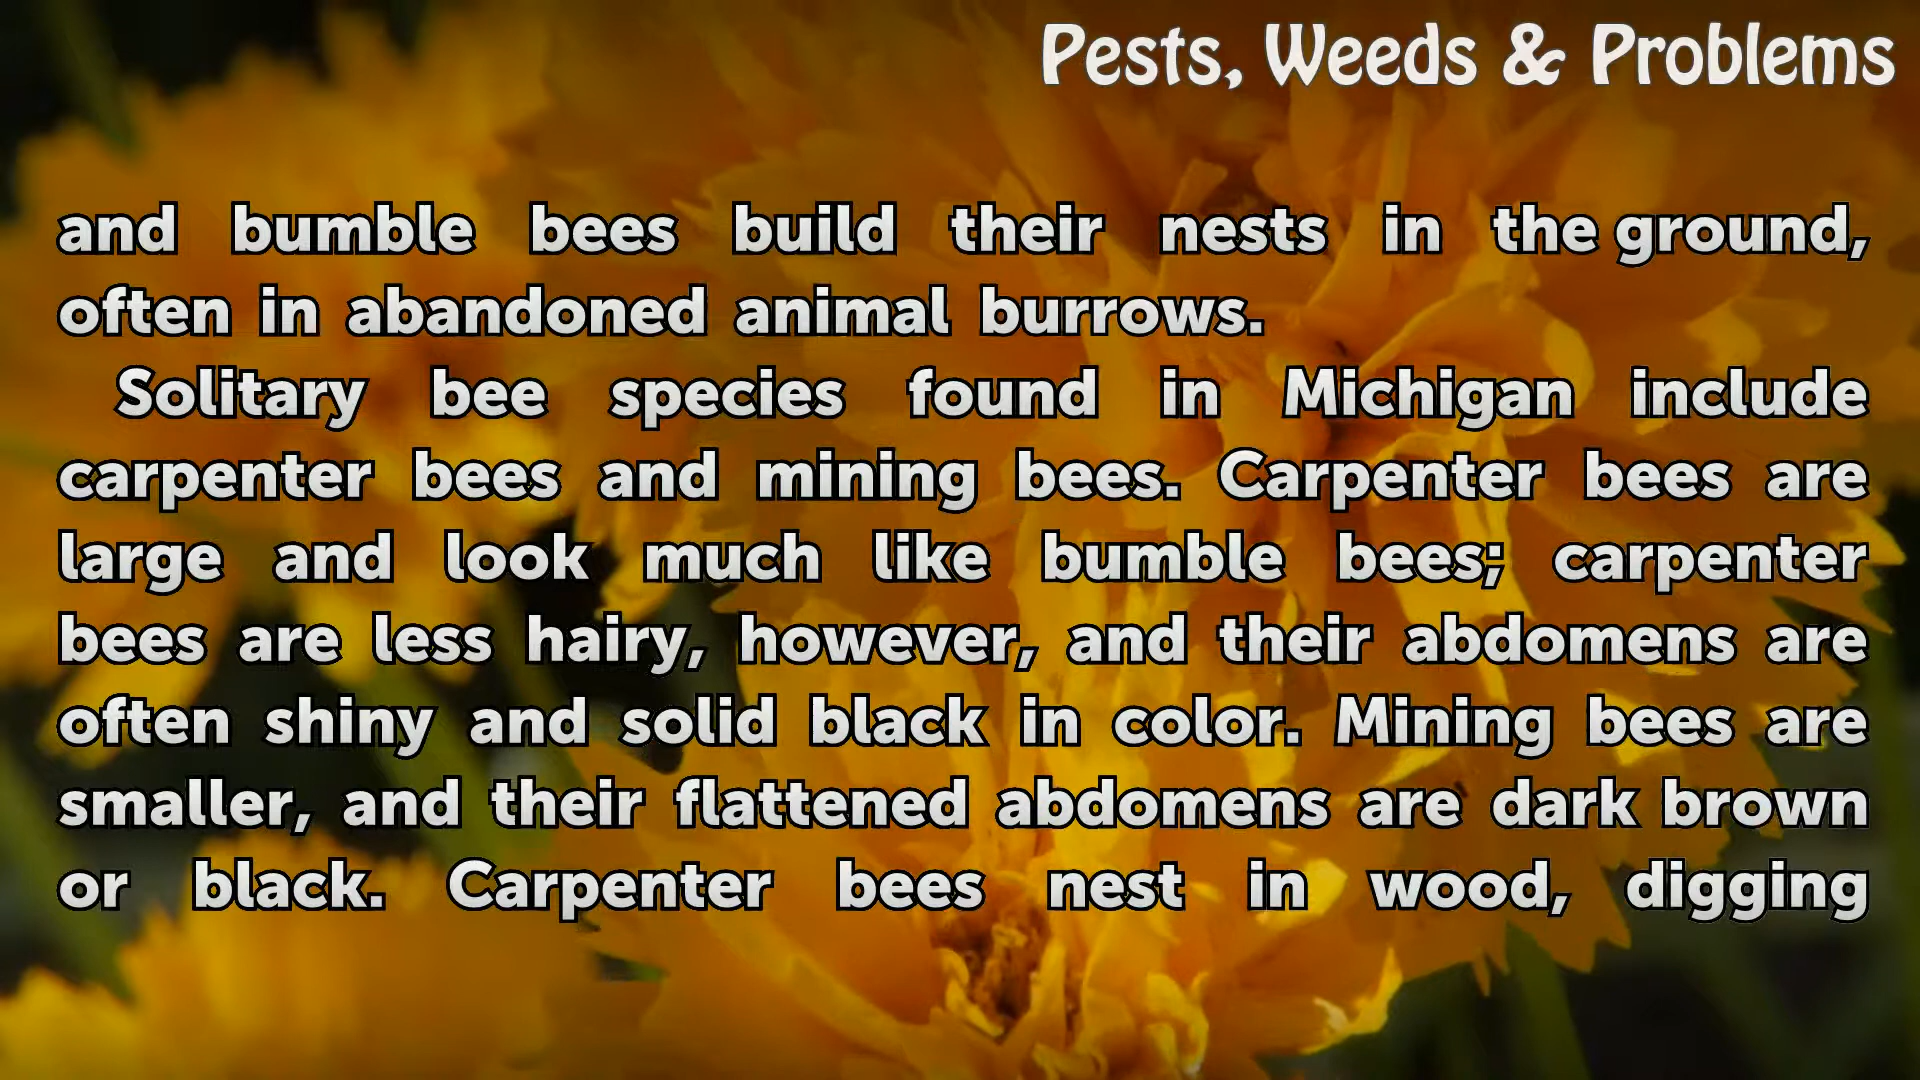 Pests, Weeds & Problems
and bumble bees build their nests in the ground,
often in abandoned animal burrows.
Solitary bee species found in Michigan include
carpenter bees and mining bees. Carpenter bees are
large and look much like bumble bees; carpenter
bees are less hairy, however, and their abdomens are
often shiny and solid black in color. Mining bees are
smaller, and their flattened abdomens are dark brown
or black. Carpenter bees nest in wood, digging